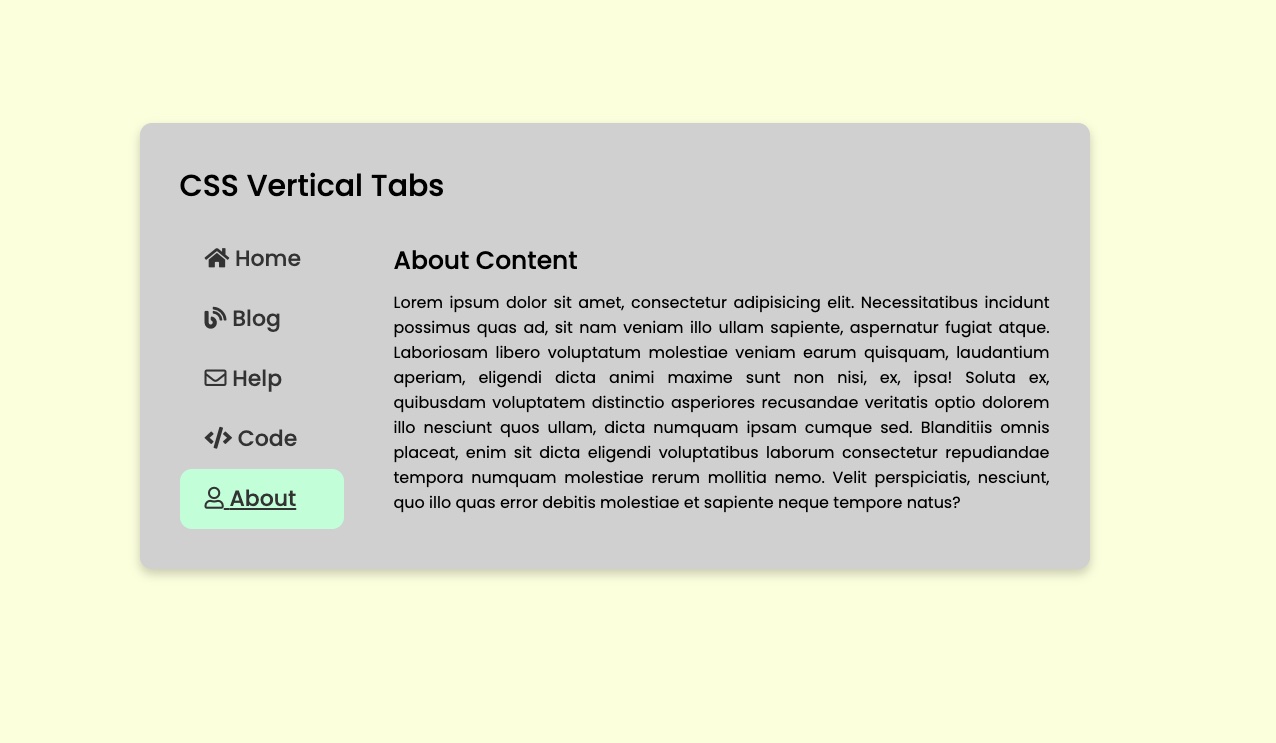 CSS Vertical Tabs
Home
Blog
Help
Code
About
About Content
Lorem ipsum dolor sit amet, consectetur adipisicing elit. Necessitatibus incidunt
possimus quas ad, sit nam veniam illo ullam sapiente, aspernatur fugiat atque.
Laboriosam libero voluptatum molestiae veniam earum quisquam, laudantium
aperiam, eligendi dicta animi maxime sunt non nisi, ex, ipsa! Soluta ex,
quibusdam voluptatem distinctio asperiores recusandae veritatis optio dolorem
illo nesciunt quos ullam, dicta numquam ipsam cumque sed. Blanditiis omnis
placeat, enim sit dicta eligendi voluptatibus laborum consectetur repudiandae
tempora numquam molestiae rerum mollitia nemo. Velit perspiciatis, nesciunt,
quo illo quas error debitis molestiae et sapiente neque tempore natus?